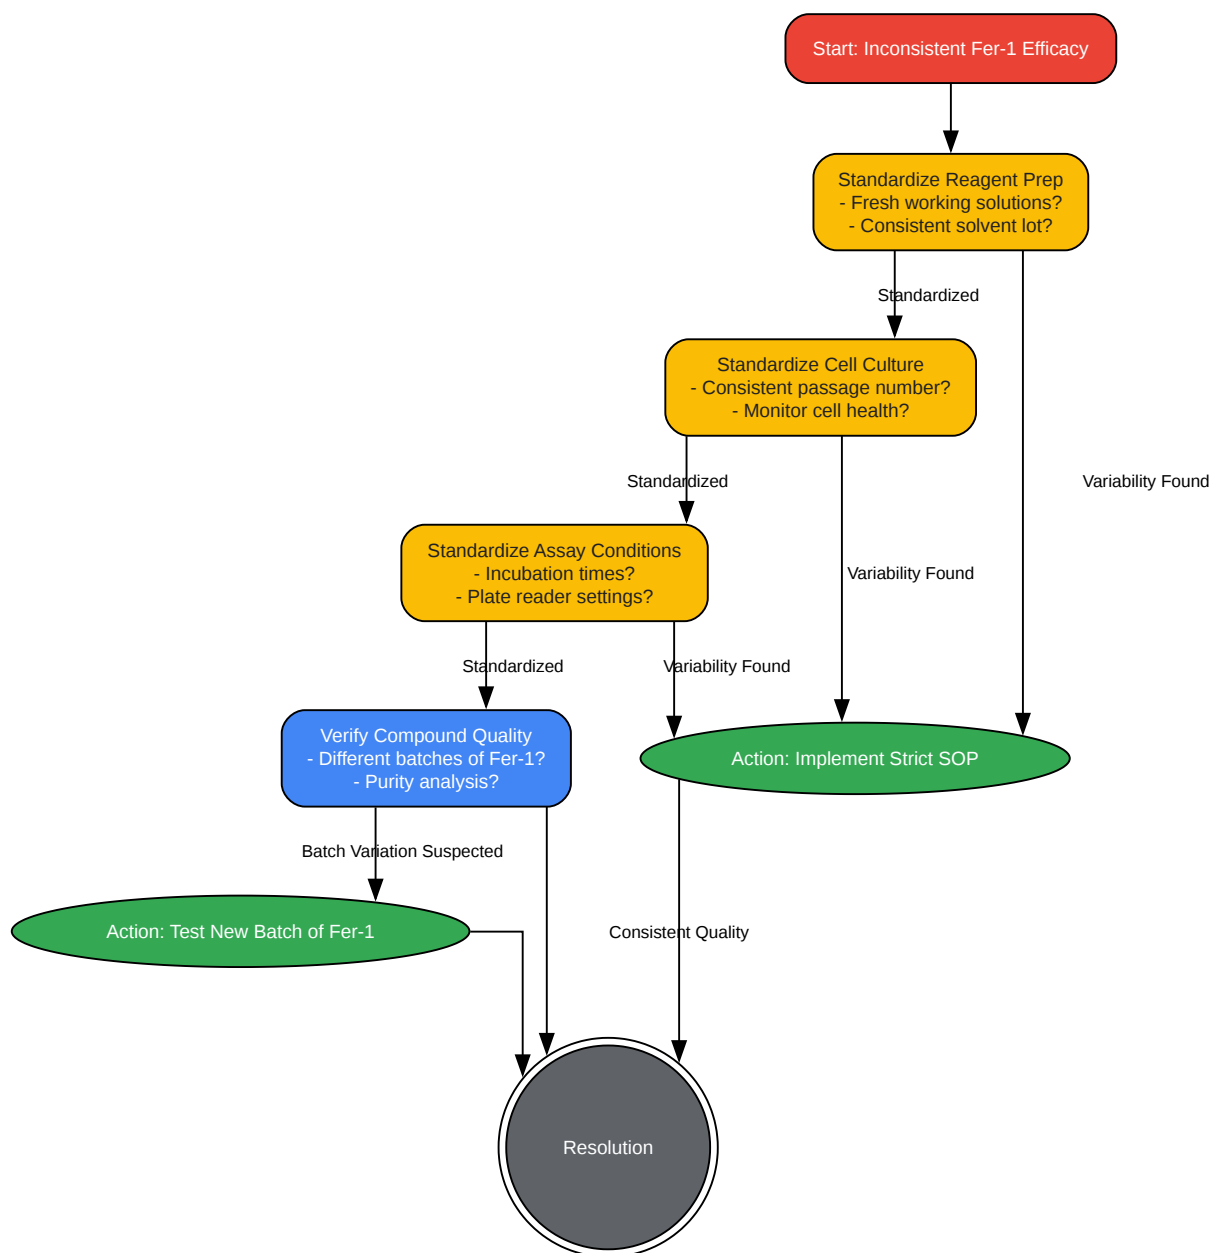 Start: Inconsistent Fer-1 Efficacy
Standardize Reagent Prep
- Fresh working solutions?
- Consistent solvent lot?
Standardized
Standardize Cell Culture
- Consistent passage number?
- Monitor cell health?
Standardized
Variability Found
Standardize Assay Conditions
- Incubation times?
- Plate reader settings?
Variability Found
Standardized
Variability Found
Verify Compound Quality
- Different batches of Fer-1?
- Purity analysis?
Action: Implement Strict SOP
Batch Variation Suspected
Action: Test New Batch of Fer-1
Consistent Quality
Resolution